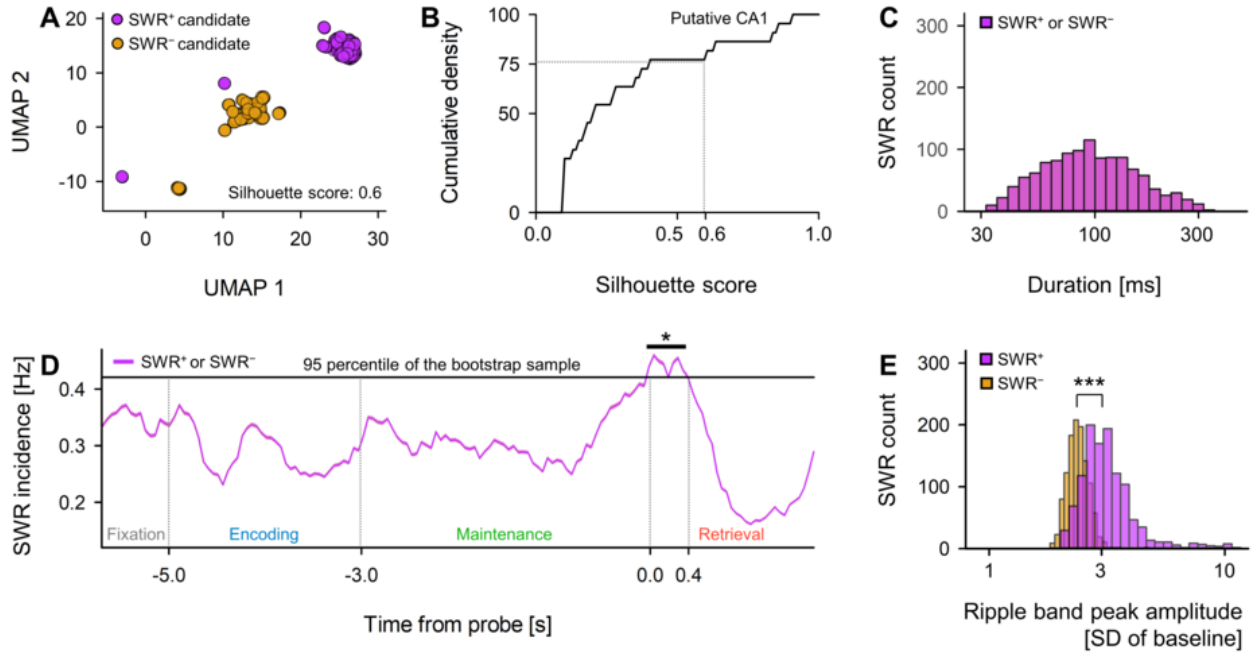 A
SWR⁺ candidate
SWR⁻ candidate
20
10
0
-10
UMAP 2
Silhouette score: 0.6
0
10
20
30
UMAP 1
B
Putative CA1
100
75
50
0
Cumulative density
0.0
0.5
0.6
1.0
Silhouette score
C
SWR⁺ or SWR⁻
300
200
100
0
SWR count
30
100
300
Duration [ms]
D
SWR⁺ or SWR⁻
95 percentile of the bootstrap sample
*
0.4
0.3
0.2
SWR incidence [Hz]
Fixation
Encoding
Maintenance
Retrieval
-5.0
-3.0
0.0
0.4
Time from probe [s]
E
SWR⁺
SWR⁻
***
300
200
100
0
SWR count
1
3
10
Ripple band peak amplitude
[SD of baseline]